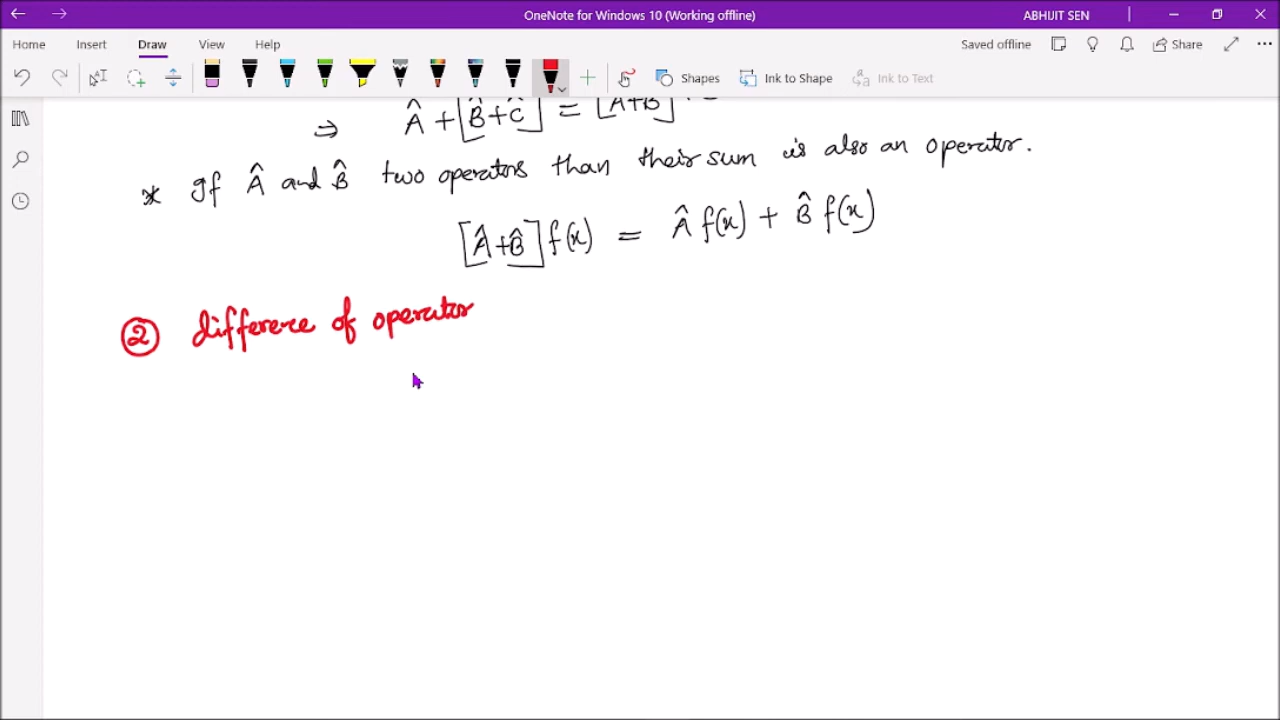 OneNote for Windows 10 (Working offline)
ABHIJIT SEN
Home Insert Draw View Help
Saved offline
Share
Shapes
Ink to Shape
Ink to Text
⇒ Â + [B̂ + Ĉ] = [A+B]
* If Â and B̂ two operators than their sum is also an operator.
[Â + B̂] f(x) = Â f(x) + B̂ f(x)
② difference of operator